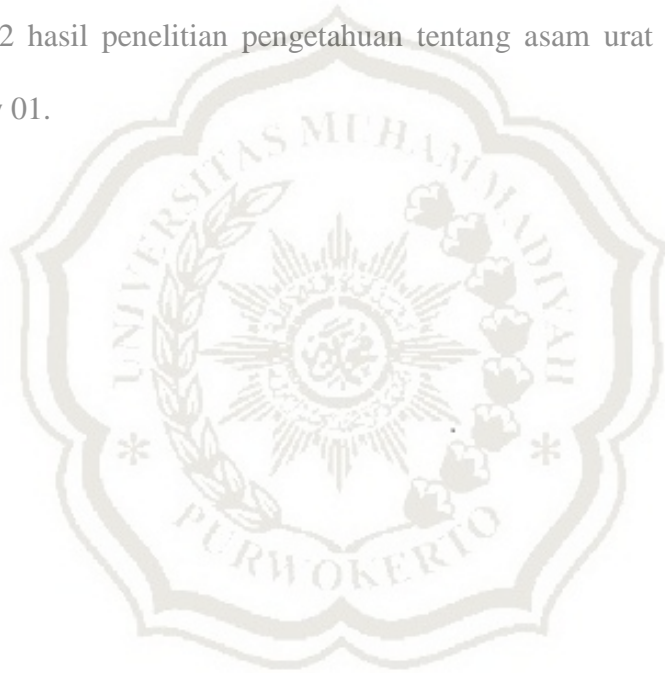 2 hasil penelitian pengetahuan tentang asam urat
01.
UNIVERSITAS MUHAMMADIYAH
PURWOKERTO